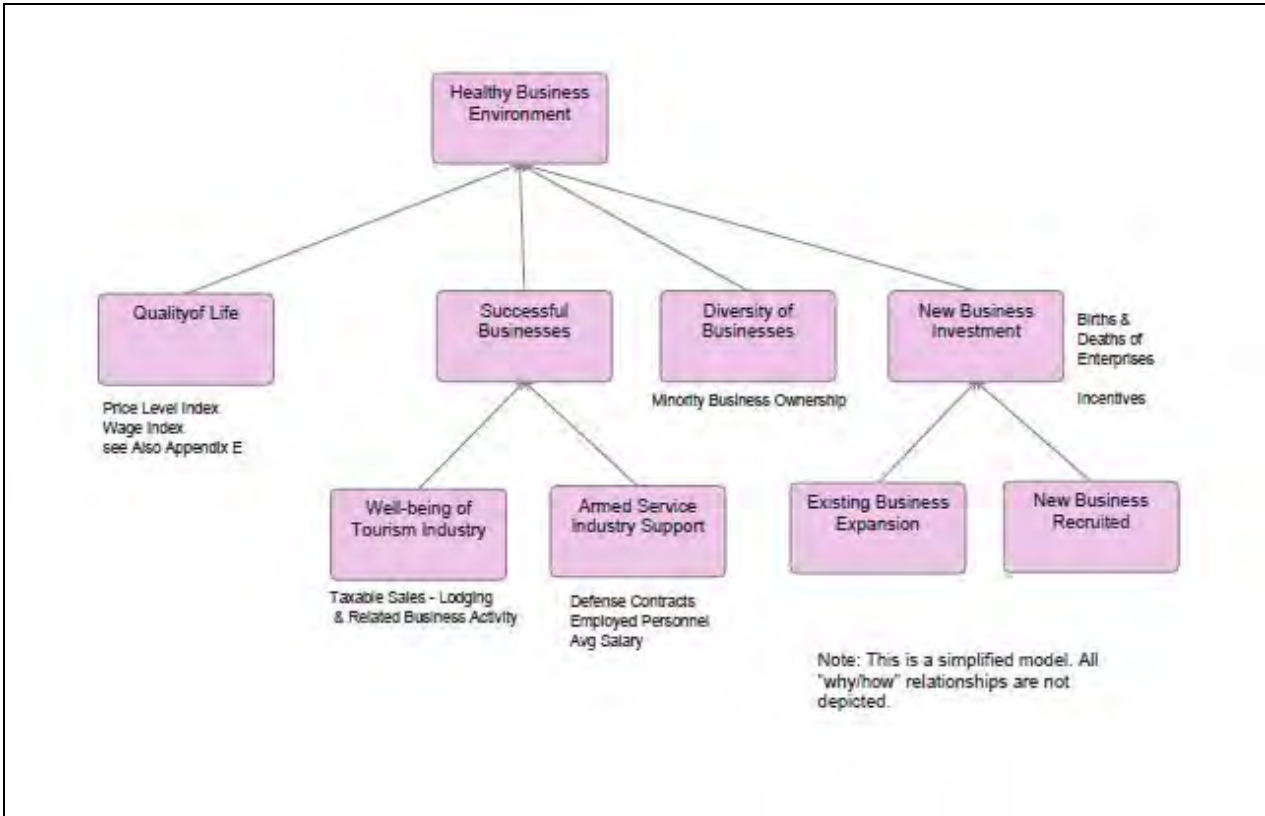 Healthy Business
Environment
Qualityof Life
Successful
Businesses
Diversity of
Businesses
New Business
Investment
Births &
Deaths of
Enterprises
Incentives
Price Level Index
Wage Index
see Also Appendix E
Minority Business Ownership
Well-being of
Tourism Industry
Armed Service
Industry Support
Existing Business
Expansion
New Business
Recruited
Taxable Sales - Lodging
& Related Business Activity
Defense Contracts
Employed Personnel
Avg Salary
Note: This is a simplified model. All
"why/how" relationships are not
depicted.